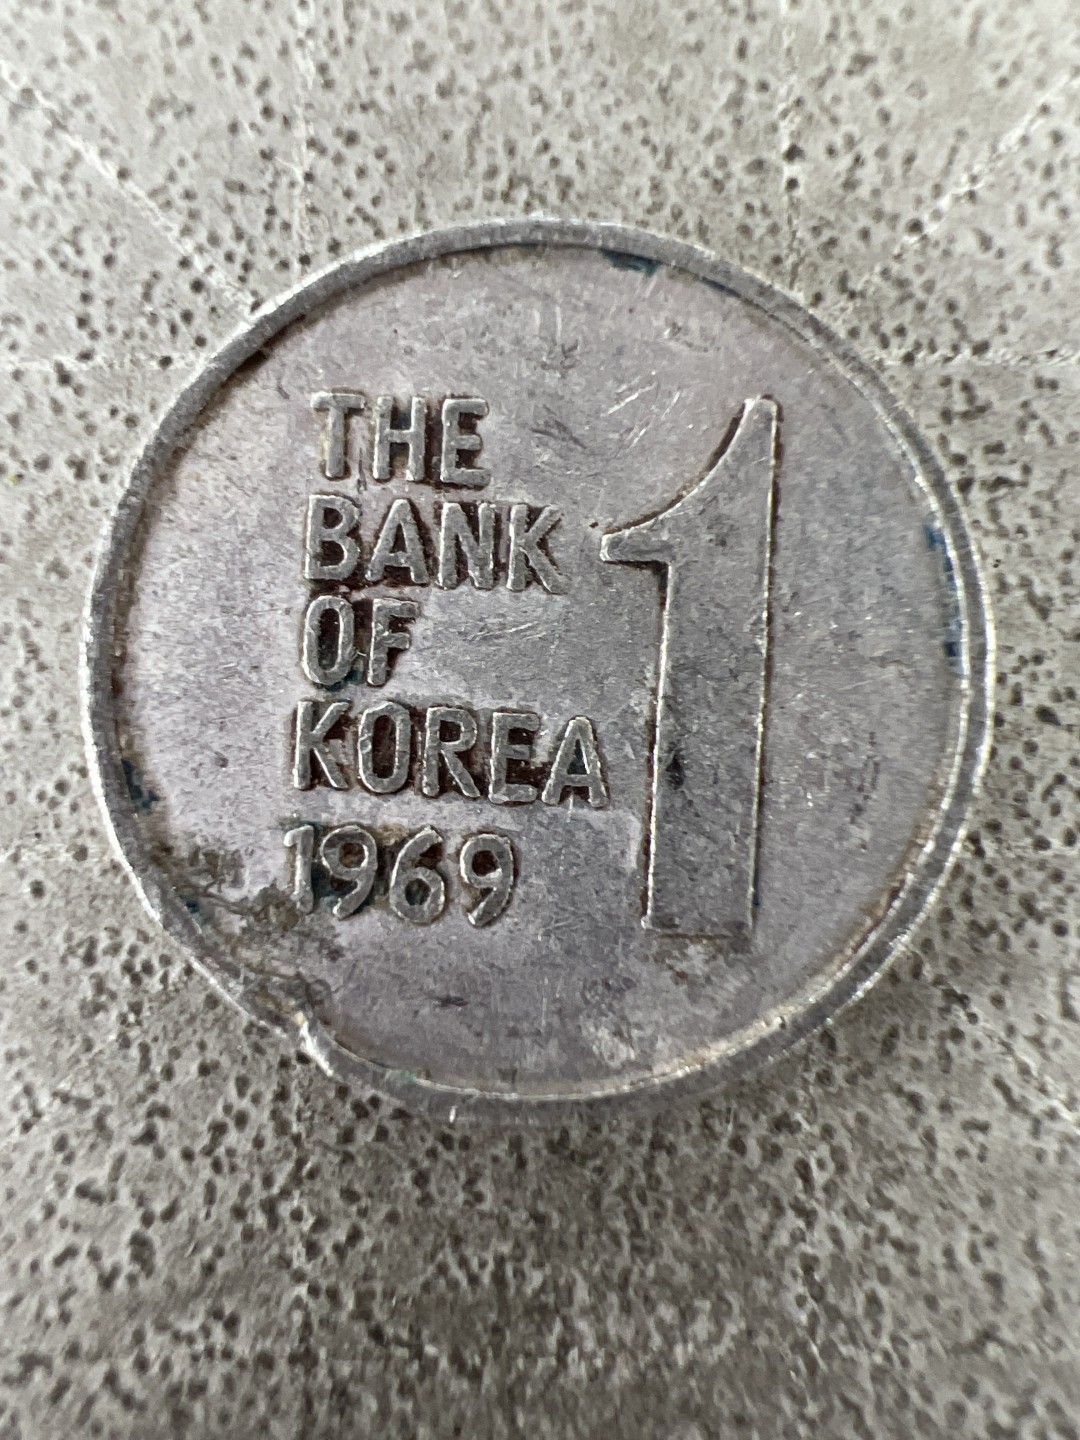 THE
BANK
OF
KOREA
1969
1